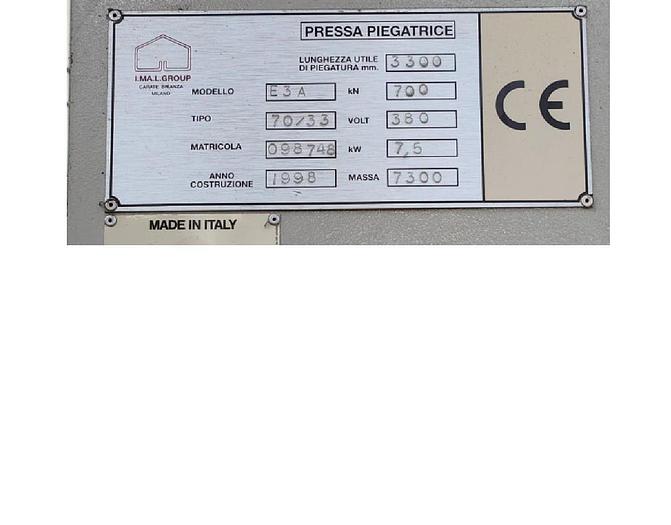 PRESSA PIEGATRICE
LUNGHEZZA UTILE
DI PIEGATURA mm. 3300
I.MA.L.GROUP
CARATE BRIANZA
MILANO
MODELLO E3A kN 700
TIPO 70/33 VOLT 380
MATRICOLA 098748 kW 7,5
ANNO
COSTRUZIONE 1998 MASSA 7300
CE
MADE IN ITALY